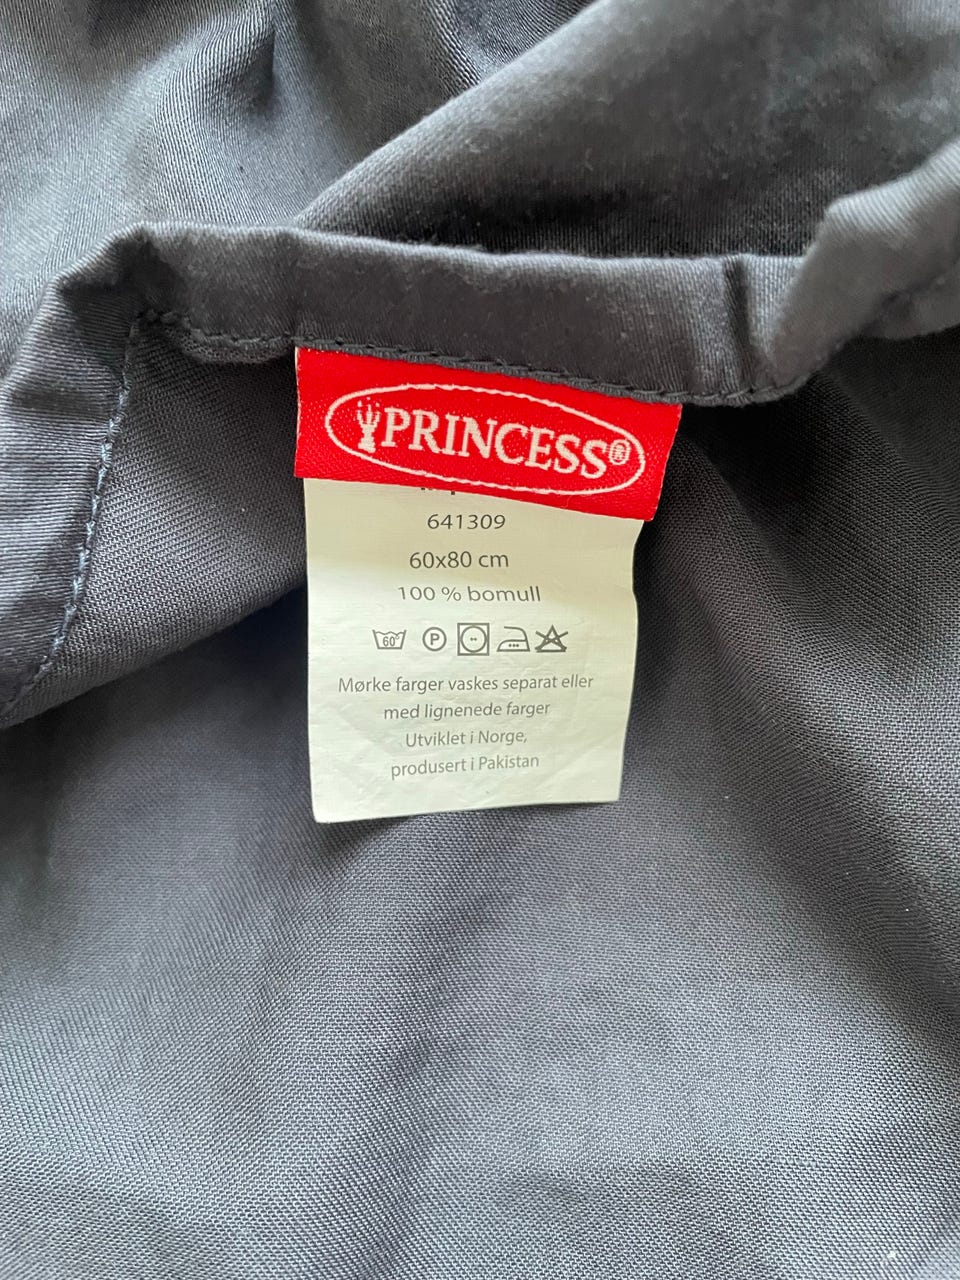 PRINCESS®
641309
60x80 cm
100 % bomull
60°
P
Mørke farger vaskes separat eller
med lignenede farger
Utviklet i Norge,
produsert i Pakistan